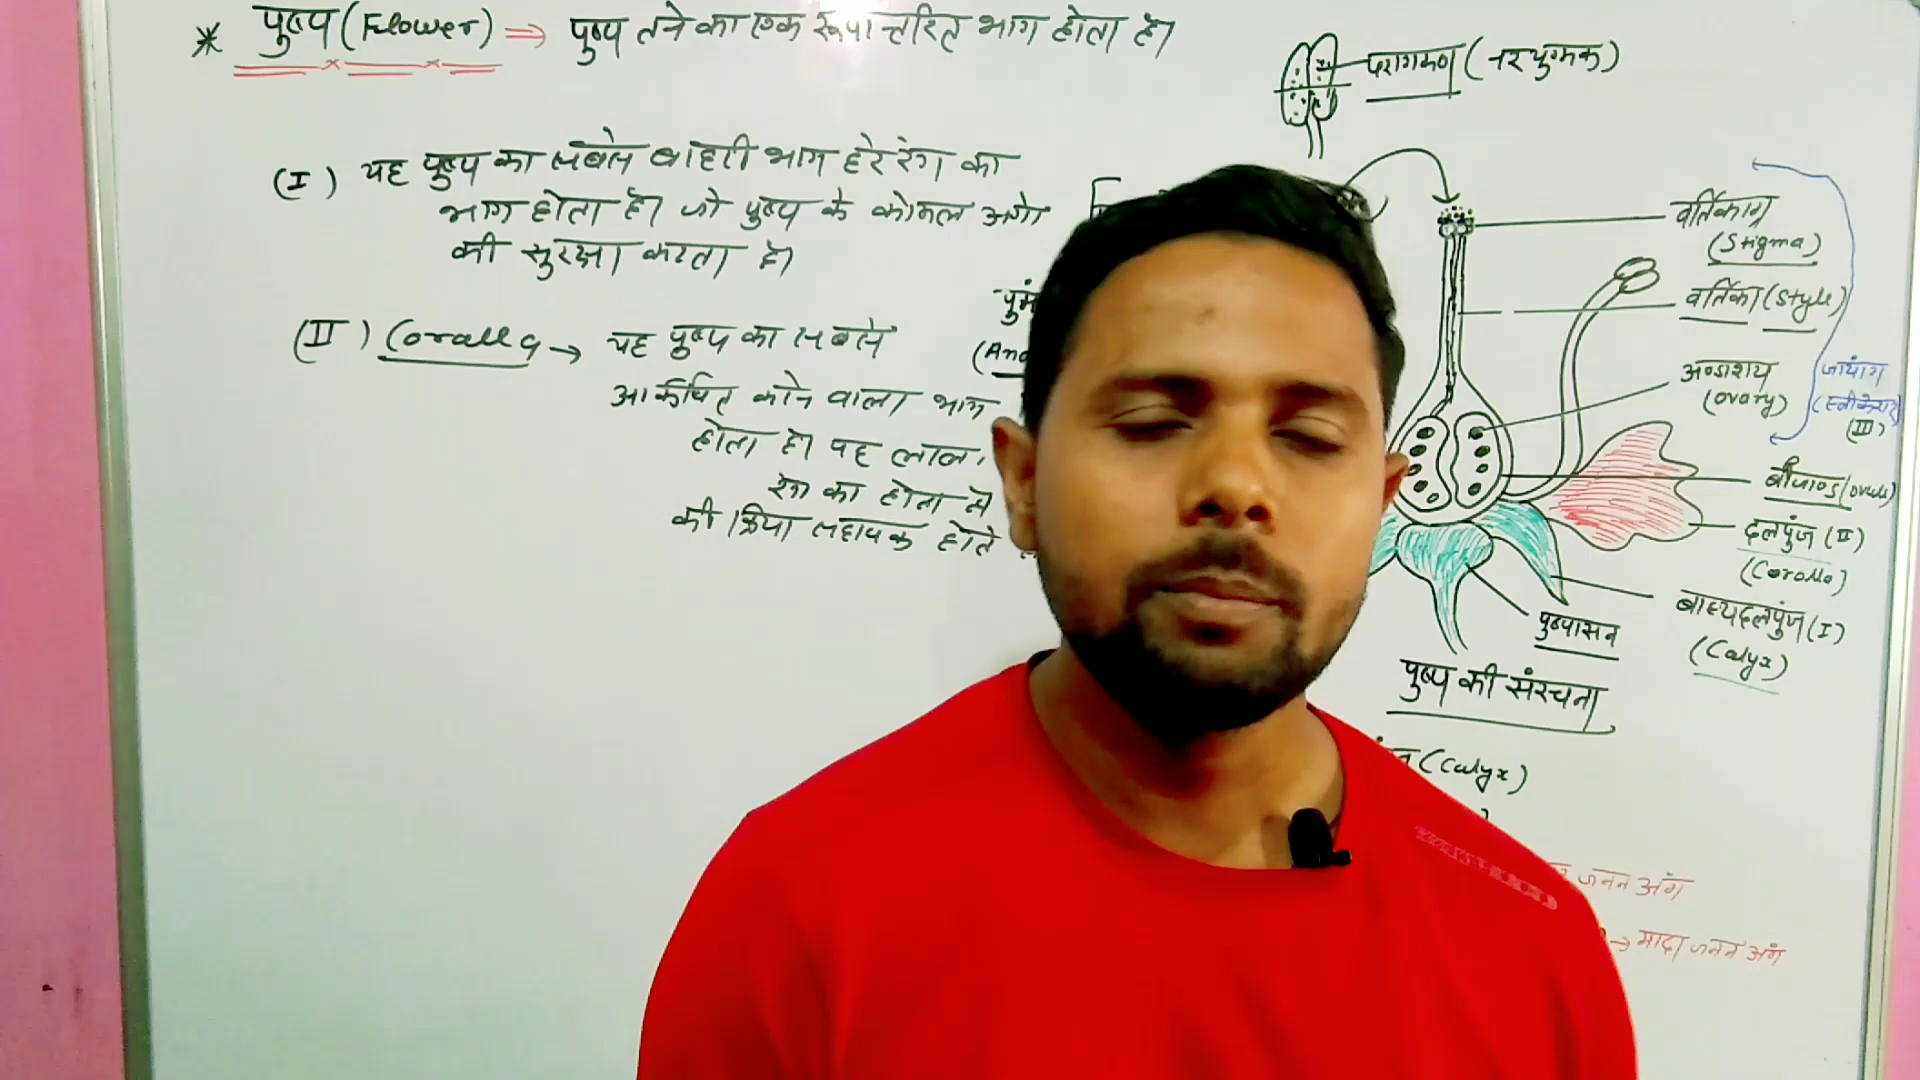 * पुष्प (Flower) ⇒ पुष्प तने का एक रूपान्तरित भाग होता है।
(I) यह पुष्प का सबसे बाहरी भाग हरे रंग का
भाग होता है। जो पुष्प के कोमल अंगो
की सुरक्षा करता है।
(II) Corolla → यह पुष्प का सबसे
आकर्षित करने वाला भाग
होता है। यह लाल,
रंग का होता है
की क्रिया सहायक होते
परागकण (नर युग्मक)
वर्तिकाग्र
(Stigma)
वर्तिका (Style)
अण्डाशय
(ovary)
जायांग
(स्त्रीकेसर)
(III)
बीजाण्ड (ovule)
दलपुंज (II)
(Corolla)
बाह्यदलपुंज (I)
(Calyx)
पुष्पासन
पुष्प की संरचना
(Calyx)
जनन अंग
→ मादा जनन अंग